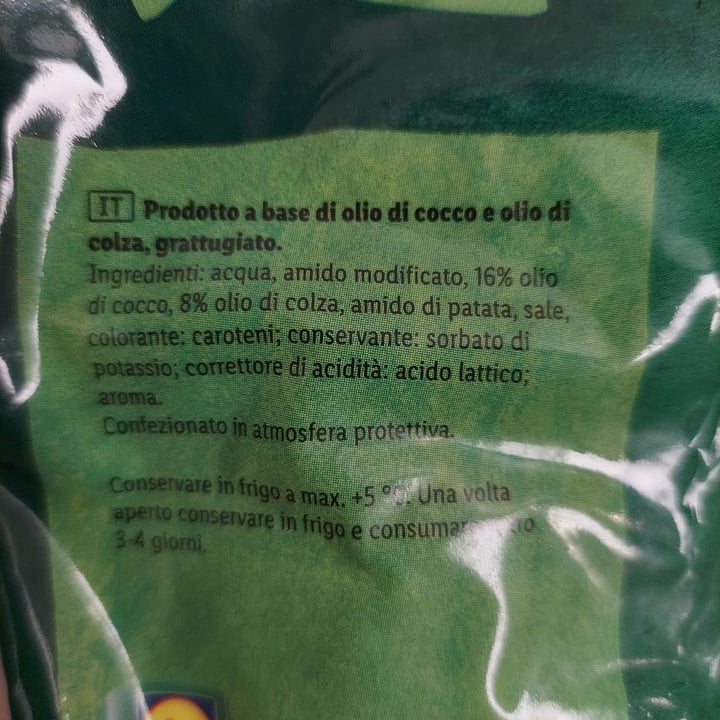 IT Prodotto a base di olio di cocco e olio di
colza, grattugiato.
Ingredienti: acqua, amido modificato, 16% olio
di cocco, 8% olio di colza, amido di patata, sale,
colorante: caroteni; conservante: sorbato di
potassio; correttore di acidità: acido lattico;
aroma.
Confezionato in atmosfera protettiva.
Conservare in frigo a max. +5 °C. Una volta
aperto conservare in frigo e
3-4 giorni.